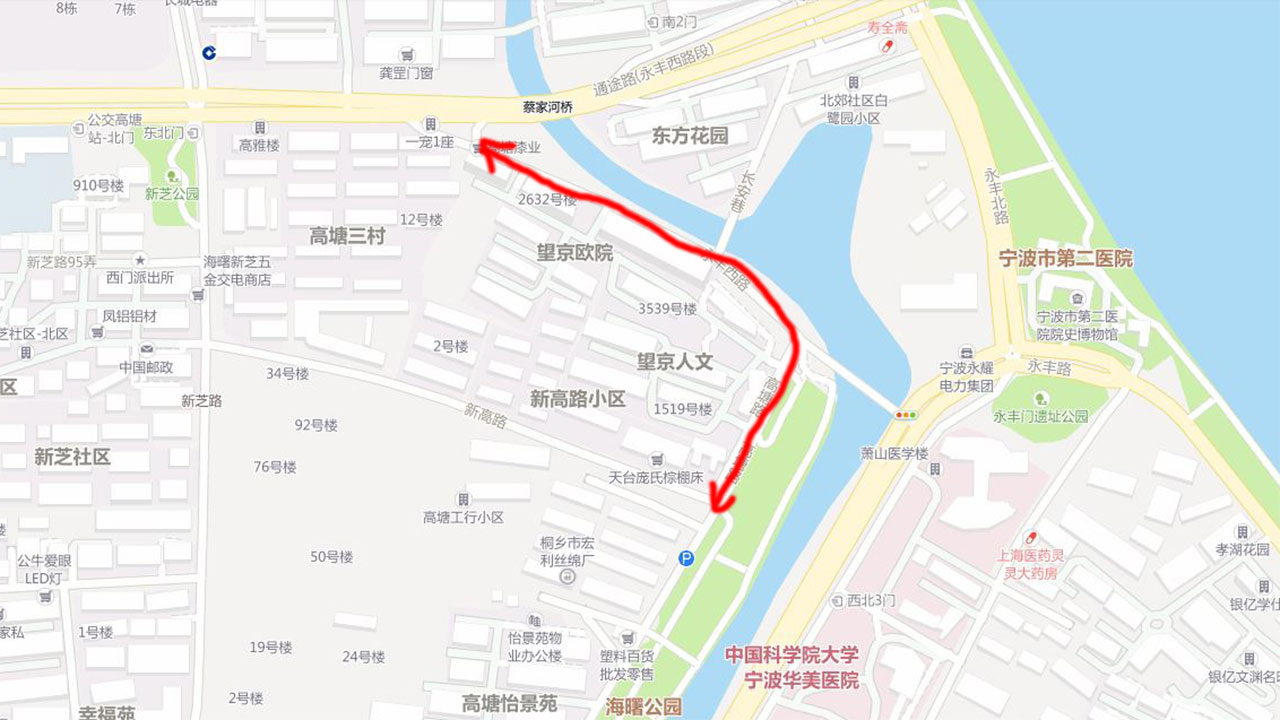 8栋
7栋
长城电器
南2门
寿全斋
龚罡门窗
通途路(永丰西路段)
蔡家河桥
北郊社区白
鹭园小区
公交高塘
站-北门
东北门
高雅楼
一宠1座
漆业
东方花园
长安巷
永丰北路
910号楼
新芝公园
2632号楼
12号楼
高塘三村
望京欧院
永丰西路
宁波市第二医院
新芝路95弄
西门派出所
海曙新芝五
金交电商店
3539号楼
宁波市第二医
院院史博物馆
凤铝铝材
芝社区-北区
2号楼
望京人文
宁波永耀
电力集团
永丰路
中国邮政
34号楼
区
新芝路
新高路小区
1519号楼
新高路
永丰门遗址公园
92号楼
新芝社区
76号楼
天台庞氏棕棚床
萧山医学楼
高塘工行小区
桐乡市宏
利丝绵厂
50号楼
P
公牛爱眼
LED灯
上海医药灵
灵大药房
孝湖花园
西北3门
银亿学仕
家私
1号楼
19号楼
24号楼
怡景苑物
业办公楼
塑料百货
批发零售
中国科学院大学
宁波华美医院
银亿文渊名
2号楼
高塘怡景苑
海曙公园
幸福苑